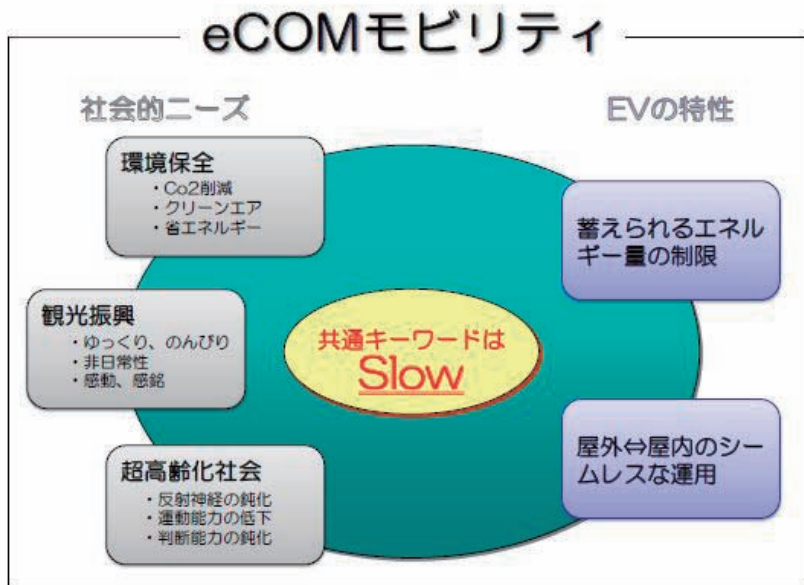 eCOMモビリティ
社会的ニーズ
環境保全
・Co2削減
・クリーンエア
・省エネルギー
観光振興
・ゆっくり、のんびり
・非日常性
・感動、感銘
超高齢化社会
・反射神経の鈍化
・運動能力の低下
・判断能力の鈍化
共通キーワードは
Slow
EVの特性
蓄えられるエネル
ギー量の制限
屋外⇔屋内のシー
ムレスな運用